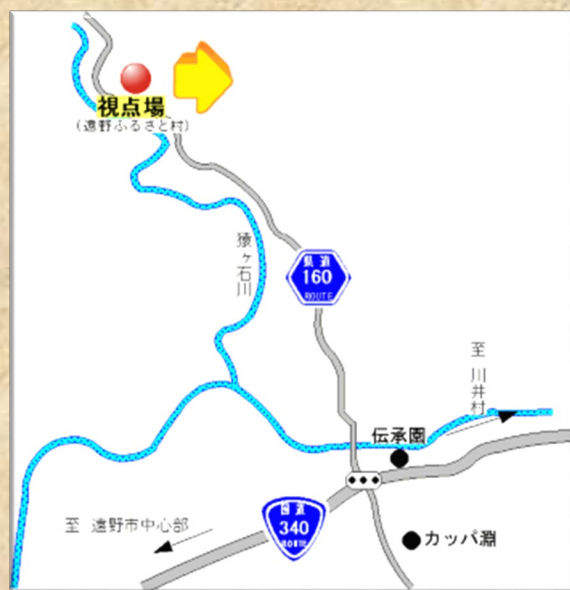 視点場
（遠野ふるさと村）
猿ヶ石川
県道
160
ROUTE
至 川井村
伝承園
国道
340
ROUTE
至 遠野市中心部
カッパ淵